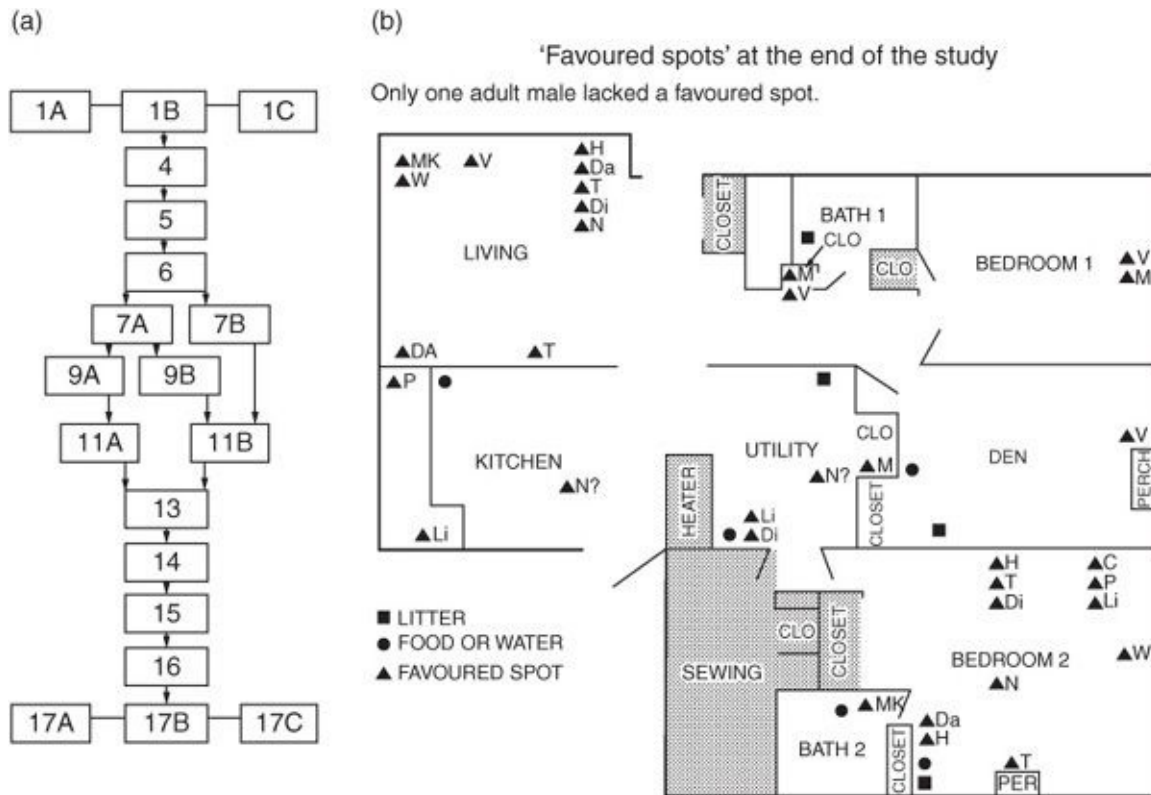 (a)
1A
1B
1C
4
5
6
7A
7B
9A
9B
11A
11B
13
14
15
16
17A
17B
17C
(b)
'Favoured spots' at the end of the study
Only one adult male lacked a favoured spot.
MK
W
V
H
Da
T
Di
N
LIVING
DA
T
CLOSET
BATH 1
CLO
M
V
CLO
BEDROOM 1
V
M
P
KITCHEN
N?
Li
UTILITY
CLO
M
N?
CLOSET
HEATER
Li
Di
DEN
V
PERCH
LITTER
FOOD OR WATER
FAVOURED SPOT
SEWING
CLO
CLOSET
H
T
Di
C
P
Li
BEDROOM 2
W
N
MK
BATH 2
CLOSET
Da
H
T
PER